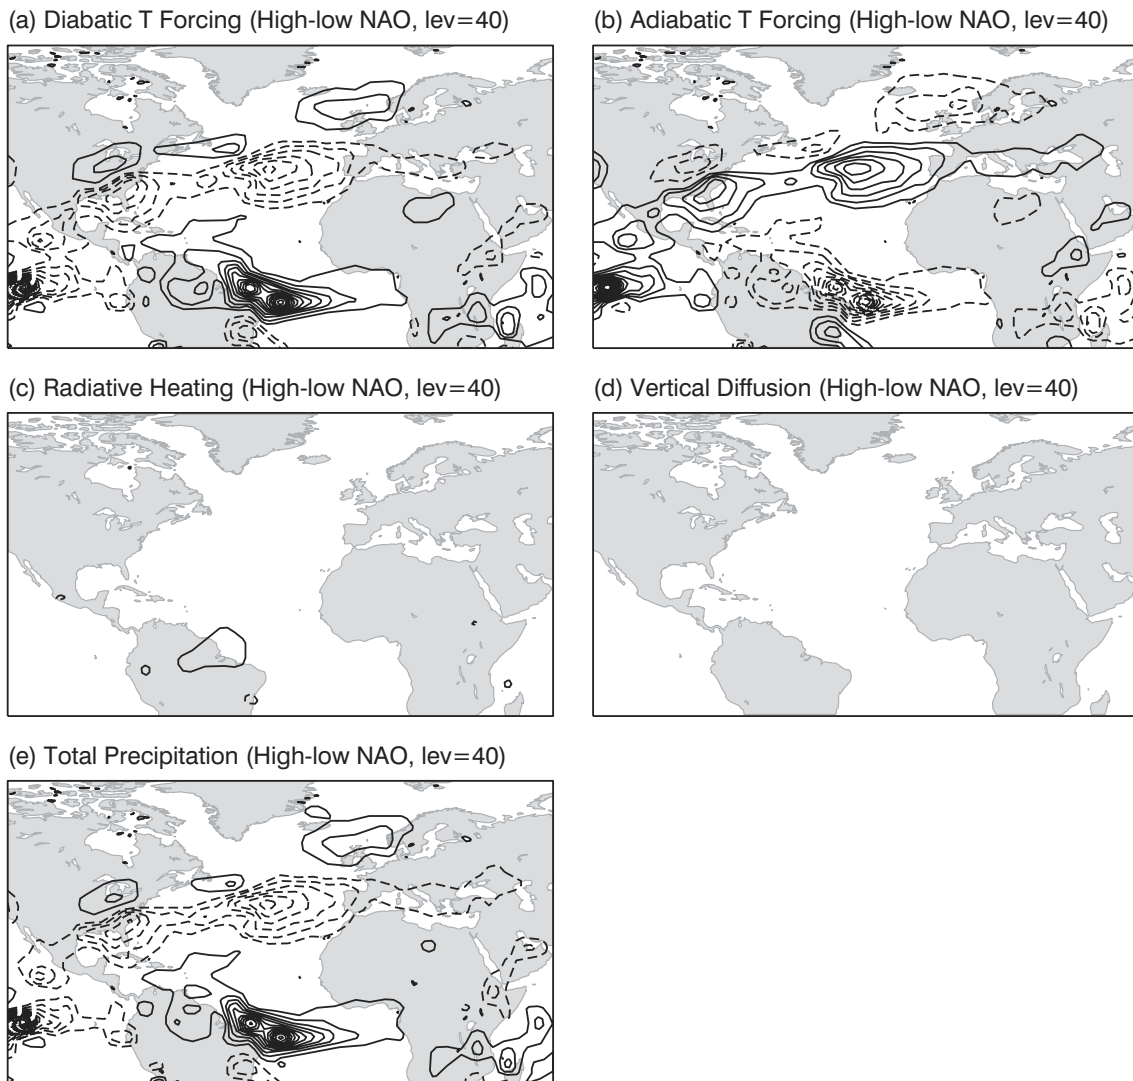 (a) Diabatic T Forcing (High-low NAO, lev=40)
(b) Adiabatic T Forcing (High-low NAO, lev=40)
(c) Radiative Heating (High-low NAO, lev=40)
(d) Vertical Diffusion (High-low NAO, lev=40)
(e) Total Precipitation (High-low NAO, lev=40)